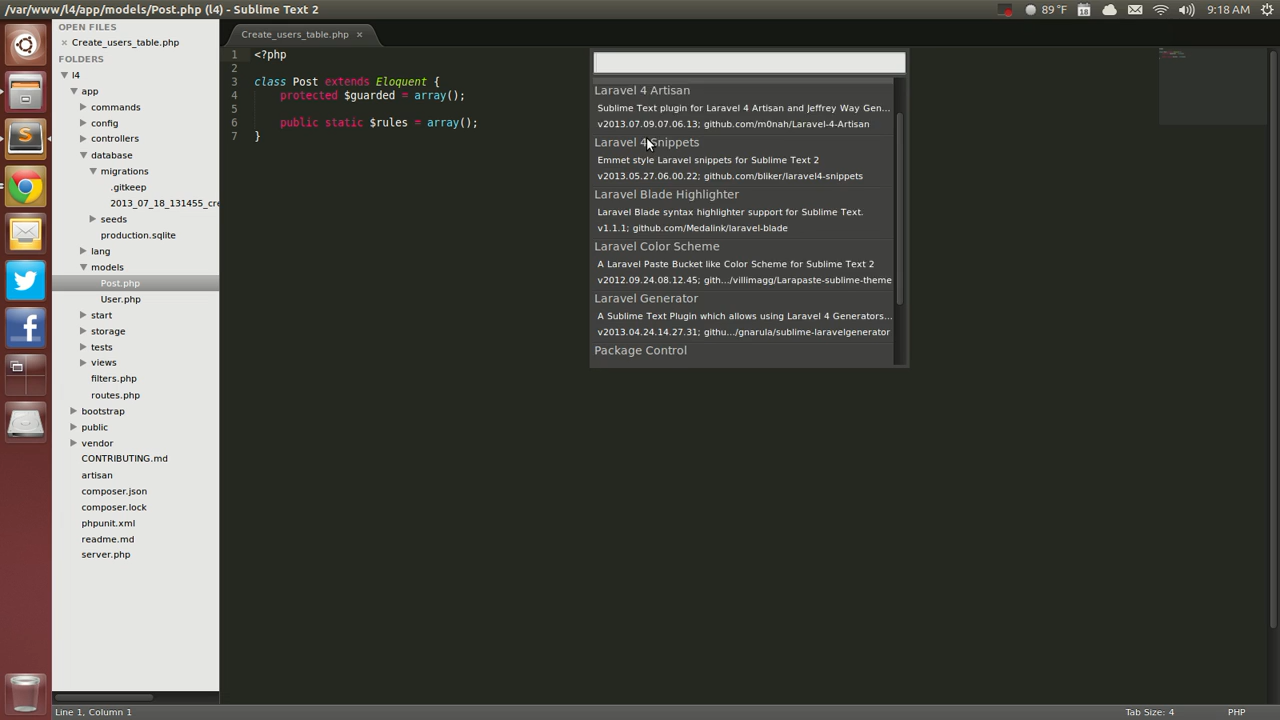 /var/www/l4/app/models/Post.php (l4) - Sublime Text 2
89°F
18
9:18 AM
OPEN FILES
× Create_users_table.php
FOLDERS
l4
app
commands
config
controllers
database
migrations
.gitkeep
2013_07_18_131455_cre
seeds
production.sqlite
lang
models
Post.php
User.php
start
storage
tests
views
filters.php
routes.php
bootstrap
public
vendor
CONTRIBUTING.md
artisan
composer.json
composer.lock
phpunit.xml
readme.md
server.php
Create_users_table.php ×
1 <?php
2
3 class Post extends Eloquent {
4     protected $guarded = array();
5
6     public static $rules = array();
7 }
Laravel 4 Artisan
Sublime Text plugin for Laravel 4 Artisan and Jeffrey Way Gen...
v2013.07.09.07.06.13; github.com/m0nah/Laravel-4-Artisan
Laravel 4 Snippets
Emmet style Laravel snippets for Sublime Text 2
v2013.05.27.06.00.22; github.com/bliker/laravel4-snippets
Laravel Blade Highlighter
Laravel Blade syntax highlighter support for Sublime Text.
v1.1.1; github.com/Medalink/laravel-blade
Laravel Color Scheme
A Laravel Paste Bucket like Color Scheme for Sublime Text 2
v2012.09.24.08.12.45; gith.../villimagg/Larapaste-sublime-theme
Laravel Generator
A Sublime Text Plugin which allows using Laravel 4 Generators...
v2013.04.24.14.27.31; githu.../gnarula/sublime-laravelgenerator
Package Control
Line 1, Column 1
Tab Size: 4
PHP